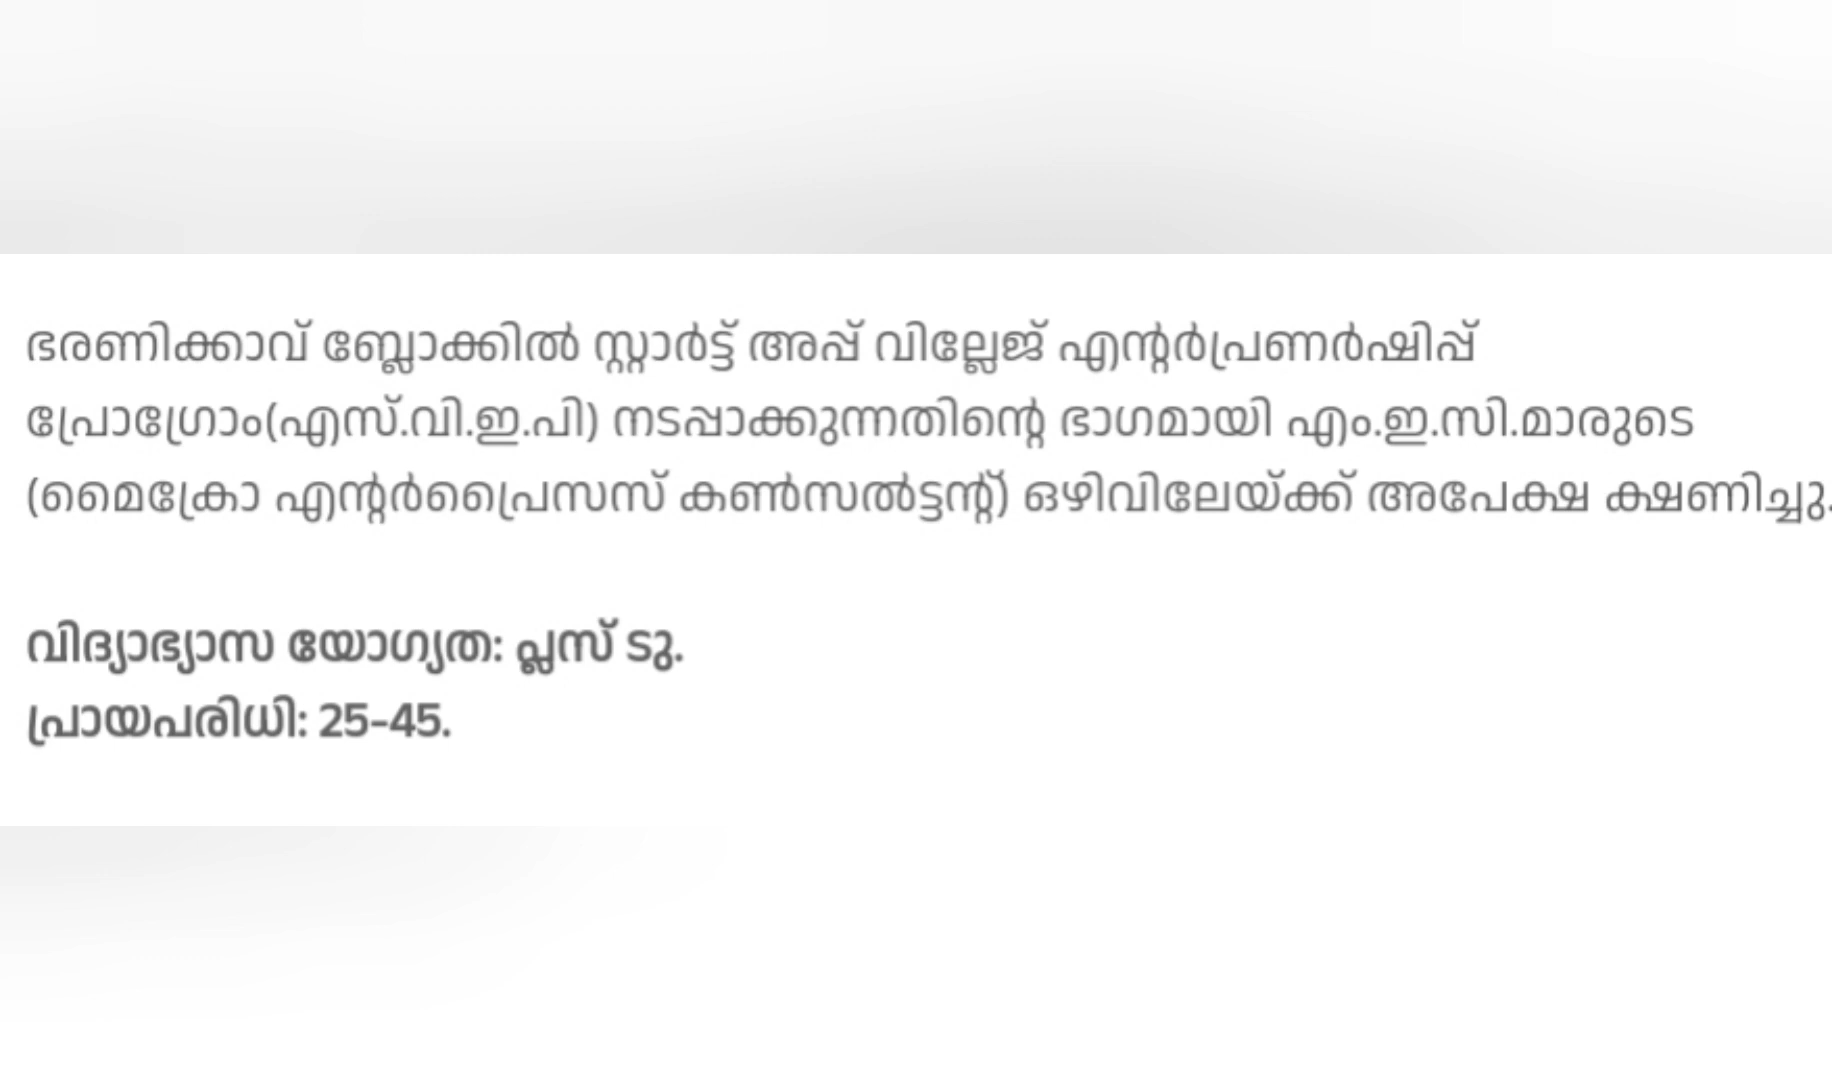 ഭരണിക്കാവ് ബ്ലോക്കിൽ സ്റ്റാർട്ട് അപ്പ് വില്ലേജ് എന്റർപ്രണർഷിപ്പ്
പ്രോഗ്രോം(എസ്.വി.ഇ.പി) നടപ്പാക്കുന്നതിന്റെ ഭാഗമായി എം.ഇ.സി.മാരുടെ
(മൈക്രോ എന്റർപ്രൈസസ് കൺസൽട്ടന്റ്) ഒഴിവിലേയ്ക്ക് അപേക്ഷ ക്ഷണിച്ചു.
വിദ്യാഭ്യാസ യോഗ്യത: പ്ലസ് ടു.
പ്രായപരിധി: 25-45.